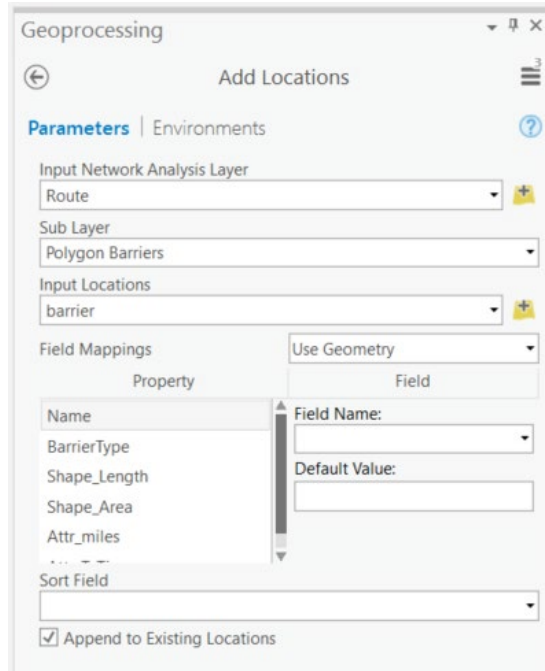 Geoprocessing
Add Locations
3
Parameters | Environments
?
Input Network Analysis Layer
Route
Sub Layer
Polygon Barriers
Input Locations
barrier
Field Mappings Use Geometry
Property Field
Name Field Name:
BarrierType
Shape_Length Default Value:
Shape_Area
Attr_miles
Sort Field
Append to Existing Locations